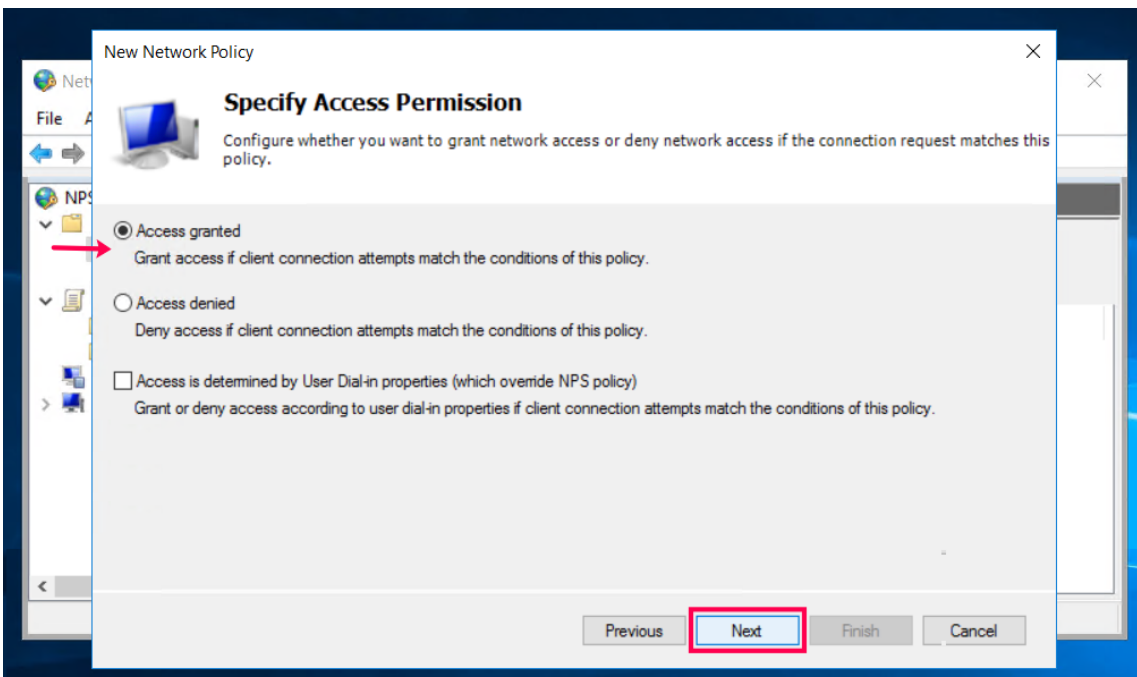 New Network Policy
Net
Specify Access Permission
File A
Configure whether you want to grant network access or deny network access if the connection request matches this
policy.
NPS
Access granted
Grant access if client connection attempts match the conditions of this policy.
Access denied
Deny access if client connection attempts match the conditions of this policy.
Access is determined by User Dial-in properties (which override NPS policy)
Grant or deny access according to user dial-in properties if client connection attempts match the conditions of this policy.
Previous Next Finish Cancel